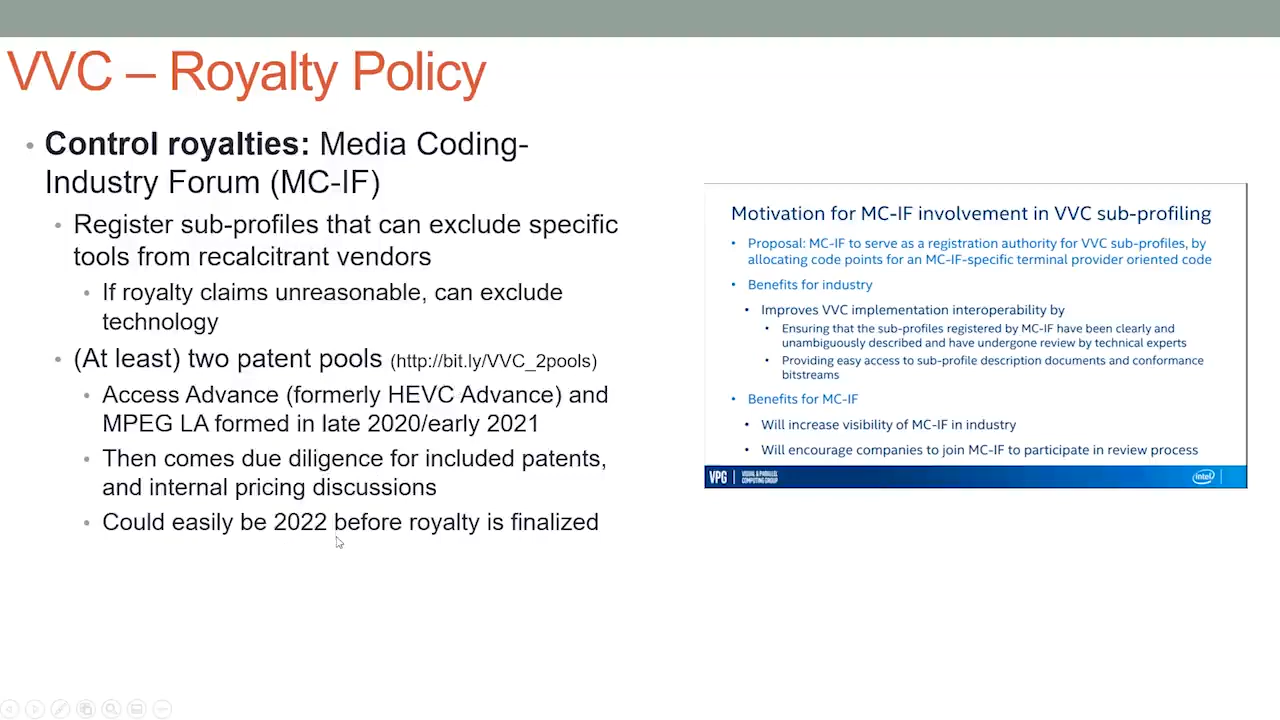 VVC – Royalty Policy
• Control royalties: Media Coding-
Industry Forum (MC-IF)
• Register sub-profiles that can exclude specific
tools from recalcitrant vendors
• If royalty claims unreasonable, can exclude
technology
• (At least) two patent pools (http://bit.ly/VVC_2pools)
• Access Advance (formerly HEVC Advance) and
MPEG LA formed in late 2020/early 2021
• Then comes due diligence for included patents,
and internal pricing discussions
• Could easily be 2022 before royalty is finalized
Motivation for MC-IF involvement in VVC sub-profiling
• Proposal: MC-IF to serve as a registration authority for VVC sub-profiles, by
allocating code points for an MC-IF-specific terminal provider oriented code
• Benefits for industry
• Improves VVC implementation interoperability by
• Ensuring that the sub-profiles registered by MC-IF have been clearly and
unambiguously described and have undergone review by technical experts
• Providing easy access to sub-profile description documents and conformance
bitstreams
• Benefits for MC-IF
• Will increase visibility of MC-IF in industry
• Will encourage companies to join MC-IF to participate in review process
VPG | VISUAL & PARALLEL
COMPUTING GROUP
intel